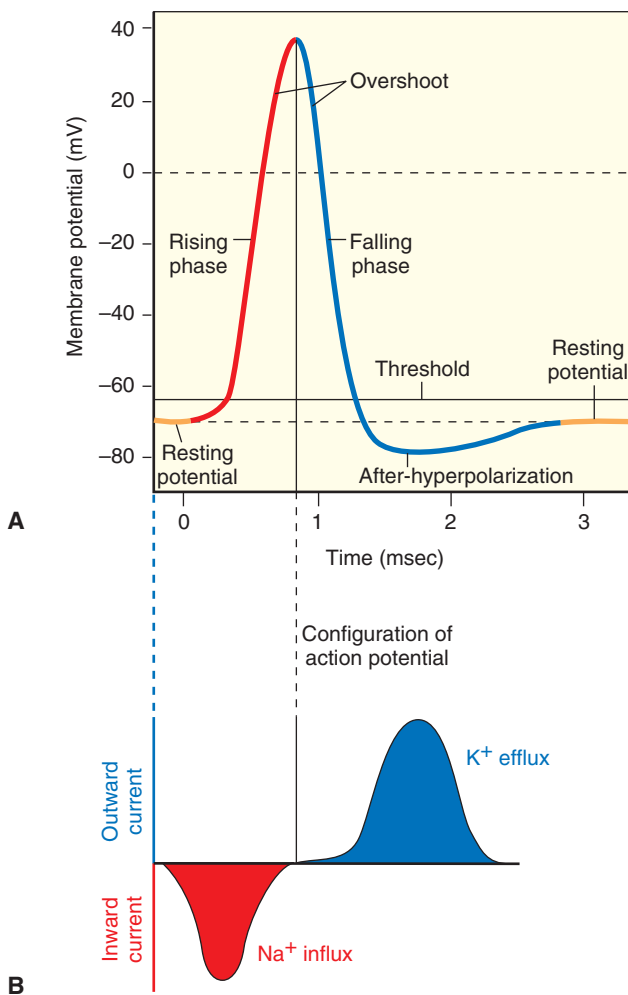 40
20
0
−20
−40
−60
−80
Membrane potential (mV)
Overshoot
Rising
phase
Falling
phase
Threshold
Resting
potential
Resting
potential
After-hyperpolarization
0
1
2
3
Time (msec)
A
Configuration of
action potential
Outward
current
K+ efflux
Inward
current
Na+ influx
B